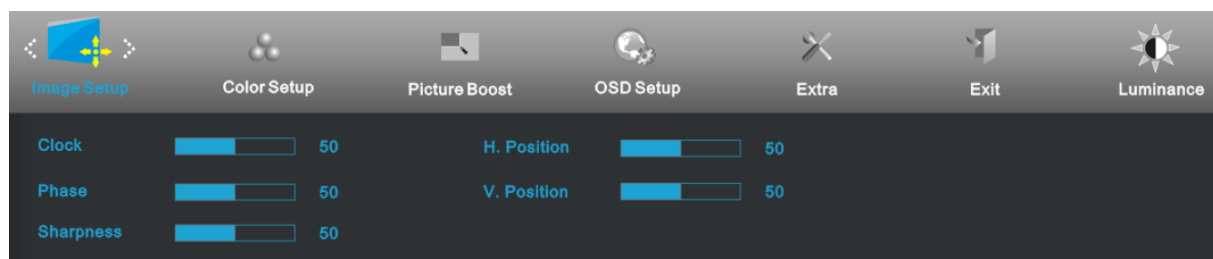 Image Setup Color Setup Picture Boost OSD Setup Extra Exit Luminance
Clock 50 H. Position 50
Phase 50 V. Position 50
Sharpness 50